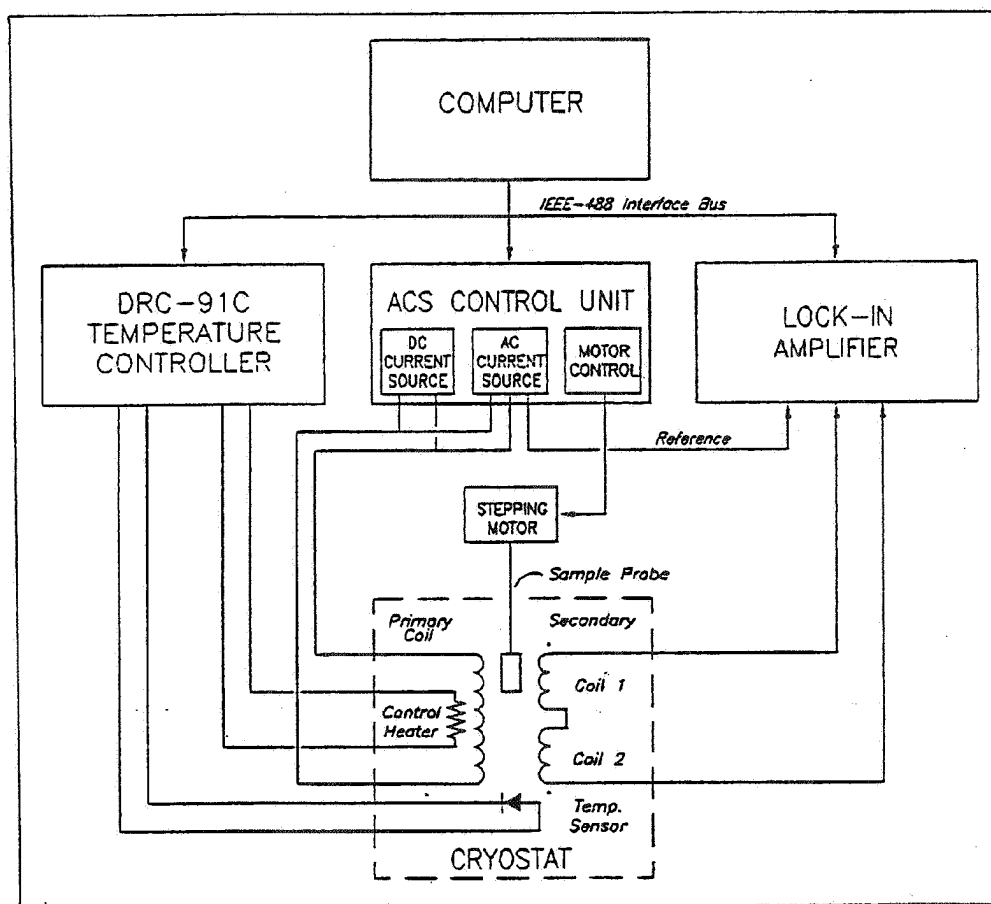 COMPUTER
IEEE-488 Interface Bus
DRC-91C
TEMPERATURE
CONTROLLER
ACS CONTROL UNIT
DC
CURRENT
SOURCE
AC
CURRENT
SOURCE
MOTOR
CONTROL
LOCK-IN
AMPLIFIER
Reference
STEPPING
MOTOR
Sample Probe
Primary
Coil
Secondary
Coil 1
Control
Heater
Coil 2
Temp.
Sensor
CRYOSTAT